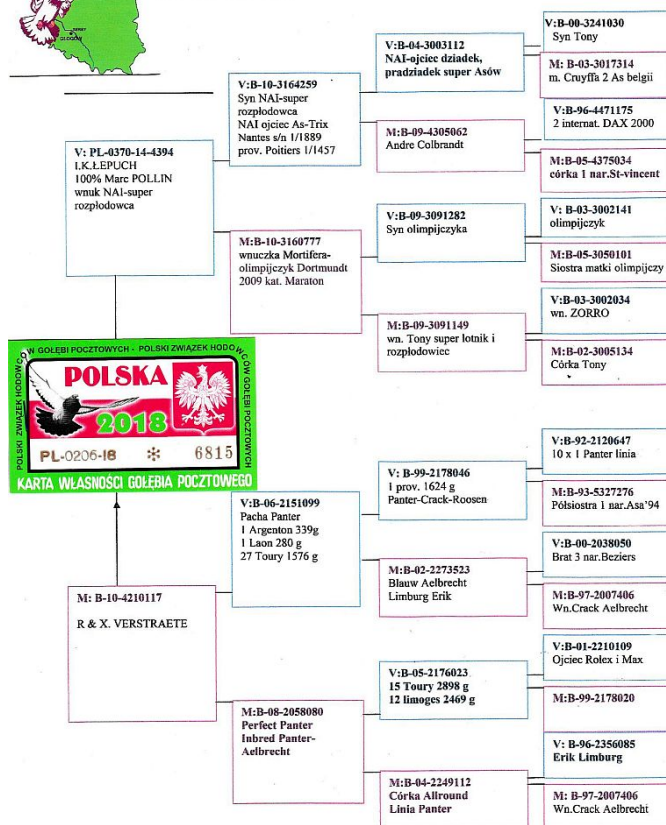 GŁOGÓW
V: PL-0370-14-4394
I.K.ŁEPUCH
100% Marc POLLIN
wnuk NAI-super
rozpłodowca
V:B-10-3164259
Syn NAI-super
rozpłodowca
NAI ojciec As-Trix
Nantes s/n 1/1889
prov. Poitiers 1/1457
M:B-10-3160777
wnuczka Mortifera-
olimpijczyk Dortmundt
2009 kat. Maraton
V:B-04-3003112
NAI-ojciec dziadek,
pradziadek super Asów
M:B-09-4305062
Andre Colbrandt
V:B-09-3091282
Syn olimpijczyka
M:B-09-3091149
wn. Tony super lotnik i
rozpłodowiec
V:B-00-3241030
Syn Tony
M: B-03-3017314
m. Cruyffa 2 As belgii
V:B-96-4471175
2 internat. DAX 2000
M:B-05-4375034
córka 1 nar.St-vincent
V: B-03-3002141
olimpijczyk
M:B-05-3050101
Siostra matki olimpijczy
V:B-03-3002034
wn. ZORRO
M:B-02-3005134
Córka Tony
POLSKI ZWIĄZEK HODOWCÓW GOŁĘBI POCZTOWYCH - POLSKI ZWIĄZEK HODOWCÓW GOŁĘBI POCZTOWYCH
POLSKA
2018
PL-0206-18 * 6815
KARTA WŁASNOŚCI GOŁĘBIA POCZTOWEGO
M: B-10-4210117
R & X. VERSTRAETE
V:B-06-2151099
Pacha Panter
1 Argenton 339g
1 Laon 280 g
27 Toury 1576 g
M:B-08-2058080
Perfect Panter
Inbred Panter-
Aelbrecht
V: B-99-2178046
1 prov. 1624 g
Panter-Crack-Roosen
M:B-02-2273523
Blauw Aelbrecht
Limburg Erik
V:B-05-2176023
15 Toury 2898 g
12 limoges 2469 g
M:B-04-2249112
Córka Allround
Linia Panter
V:B-92-2120647
10 x 1 Panter linia
M:B-93-5327276
Półsiostra 1 nar.Asa'94
V:B-00-2038050
Brat 3 nar.Beziers
M:B-97-2007406
Wn.Crack Aelbrecht
V:B-01-2210109
Ojciec Rolex i Max
M:B-99-2178020
V: B-96-2356085
Erik Limburg
M: B-97-2007406
Wn.Crack Aelbrecht